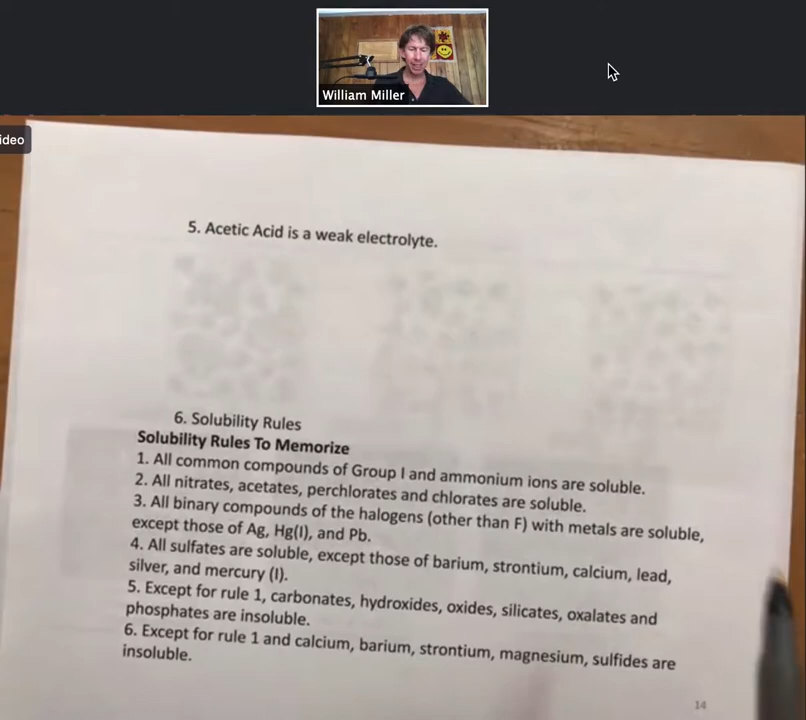 William Miller
ideo
5. Acetic Acid is a weak electrolyte.
6. Solubility Rules
Solubility Rules To Memorize
1. All common compounds of Group I and ammonium ions are soluble.
2. All nitrates, acetates, perchlorates and chlorates are soluble.
3. All binary compounds of the halogens (other than F) with metals are soluble,
except those of Ag, Hg(I), and Pb.
4. All sulfates are soluble, except those of barium, strontium, calcium, lead,
silver, and mercury (I).
5. Except for rule 1, carbonates, hydroxides, oxides, silicates, oxalates and
phosphates are insoluble.
6. Except for rule 1 and calcium, barium, strontium, magnesium, sulfides are
insoluble.
14